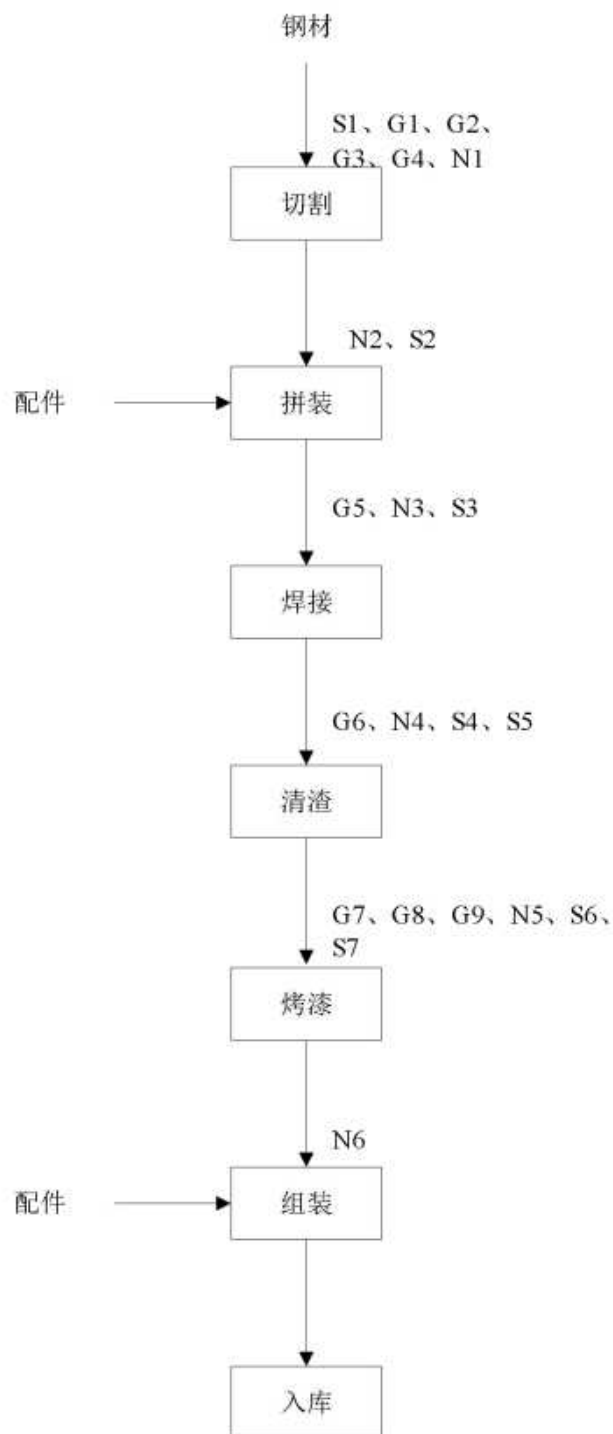 钢材
S1、G1、G2、
G3、G4、N1
切割
N2、S2
配件
拼装
G5、N3、S3
焊接
G6、N4、S4、S5
清渣
G7、G8、G9、N5、S6、
S7
烤漆
N6
配件
组装
入库